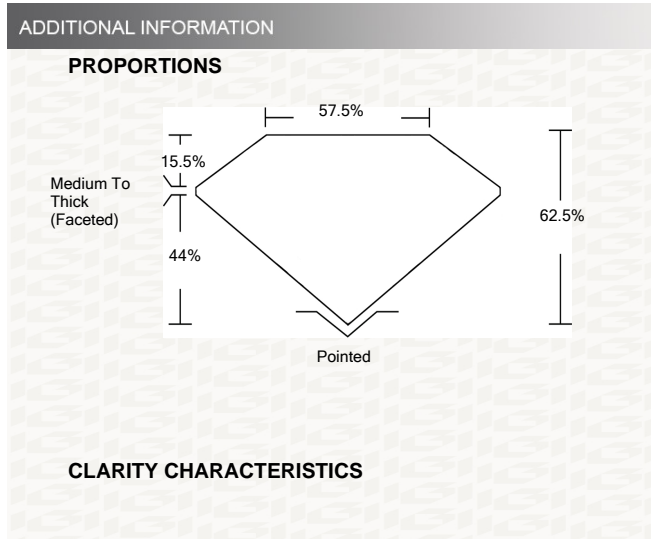 ADDITIONAL INFORMATION
PROPORTIONS
57.5%
15.5%
Medium To
Thick
(Faceted)
62.5%
44%
Pointed
CLARITY CHARACTERISTICS